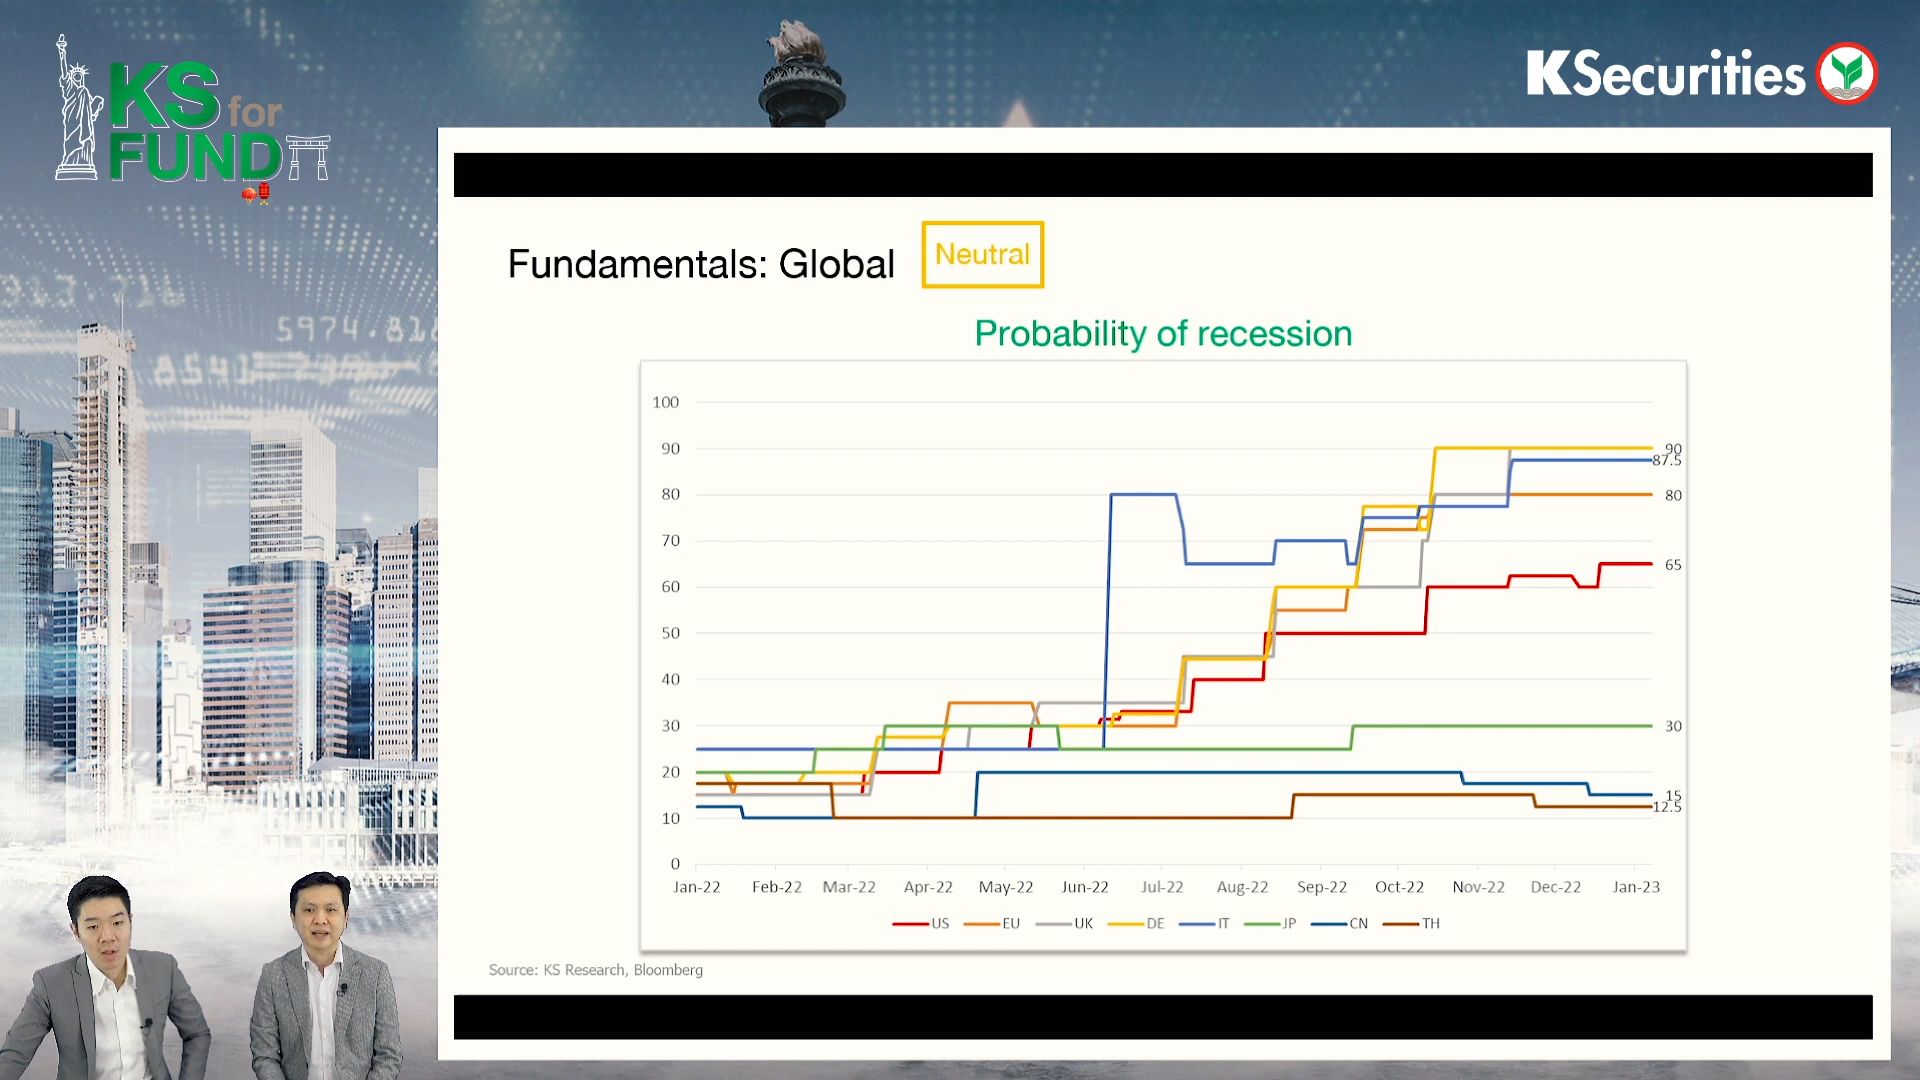 KS for
FUND
KSecurities
Fundamentals: Global
Neutral
Probability of recession
100
90
80
70
60
50
40
30
20
10
0
90
87.5
80
65
30
15
12.5
Jan-22 Feb-22 Mar-22 Apr-22 May-22 Jun-22 Jul-22 Aug-22 Sep-22 Oct-22 Nov-22 Dec-22 Jan-23
US EU UK DE IT JP CN TH
Source: KS Research, Bloomberg